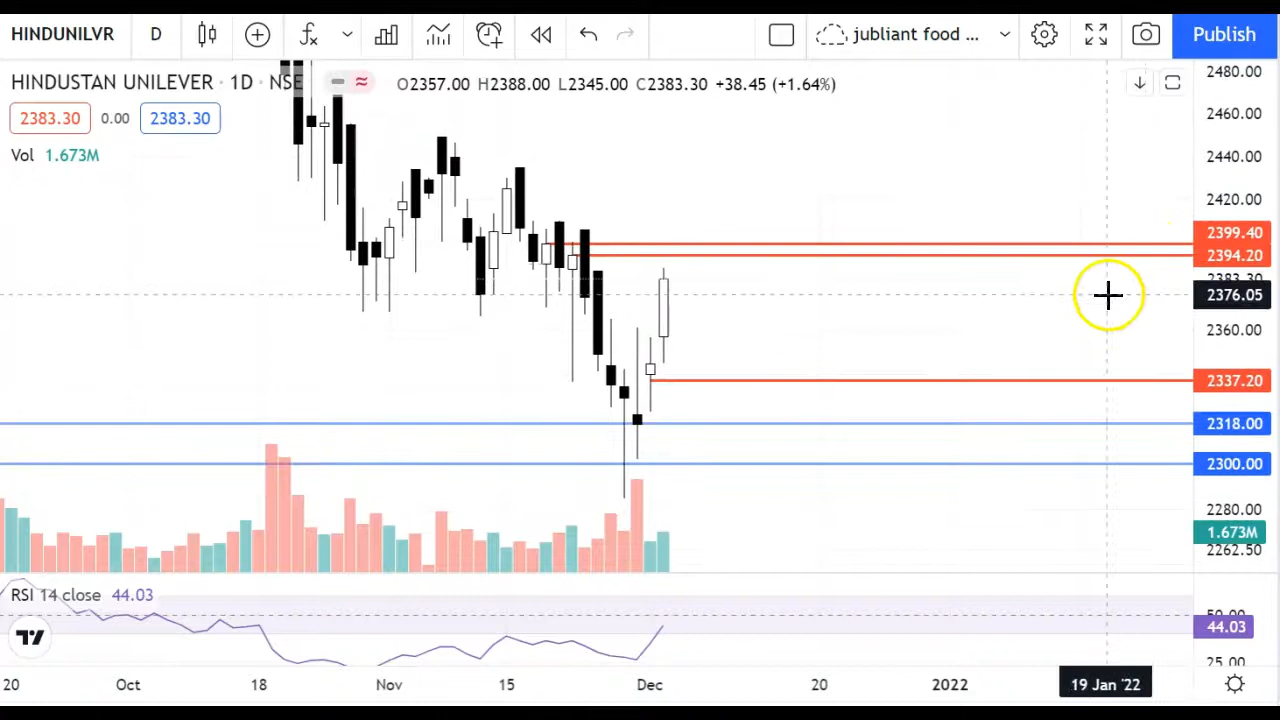 HINDUNILVR D jubliant food ... Publish
HINDUSTAN UNILEVER · 1D · NSE O2357.00 H2388.00 L2345.00 C2383.30 +38.45 (+1.64%)
2383.30 0.00 2383.30
Vol 1.673M
2480.00
2460.00
2440.00
2420.00
2399.40
2394.20
2383.30
2376.05
2360.00
2337.20
2318.00
2300.00
2280.00
1.673M
2262.50
RSI 14 close 44.03
50.00
44.03
25.00
20 Oct 18 Nov 15 Dec 20 2022 19 Jan '22